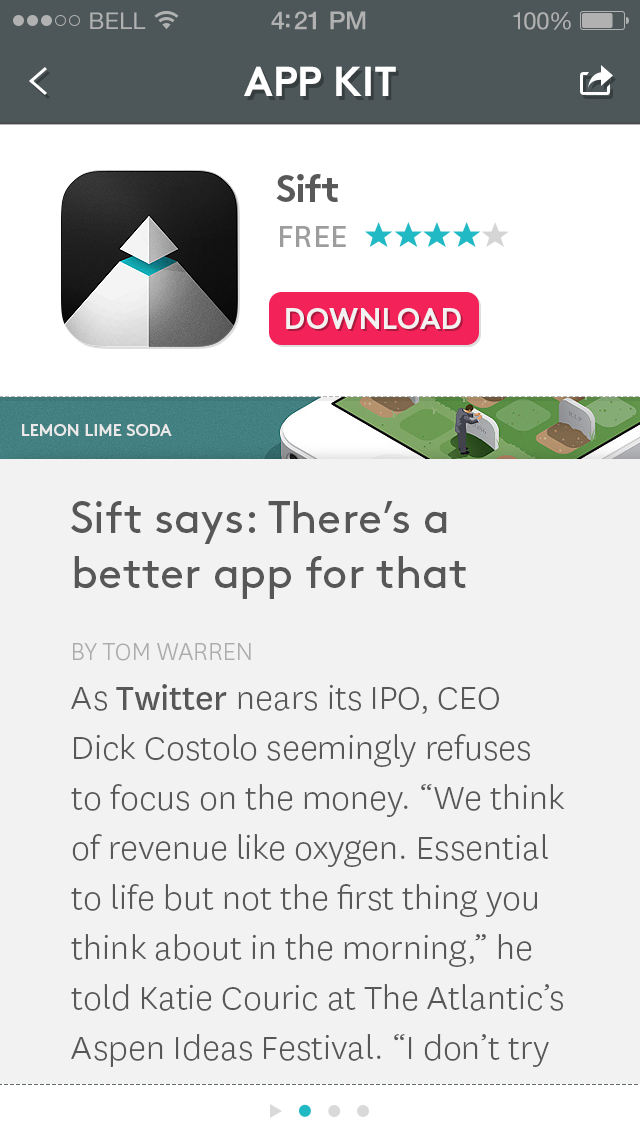 BELL 4:21 PM 100%
APP KIT
Sift
FREE
DOWNLOAD
LEMON LIME SODA
Sift says: There’s a
better app for that
BY TOM WARREN
As Twitter nears its IPO, CEO
Dick Costolo seemingly refuses
to focus on the money. “We think
of revenue like oxygen. Essential
to life but not the first thing you
think about in the morning,” he
told Katie Couric at The Atlantic’s
Aspen Ideas Festival. “I don’t try